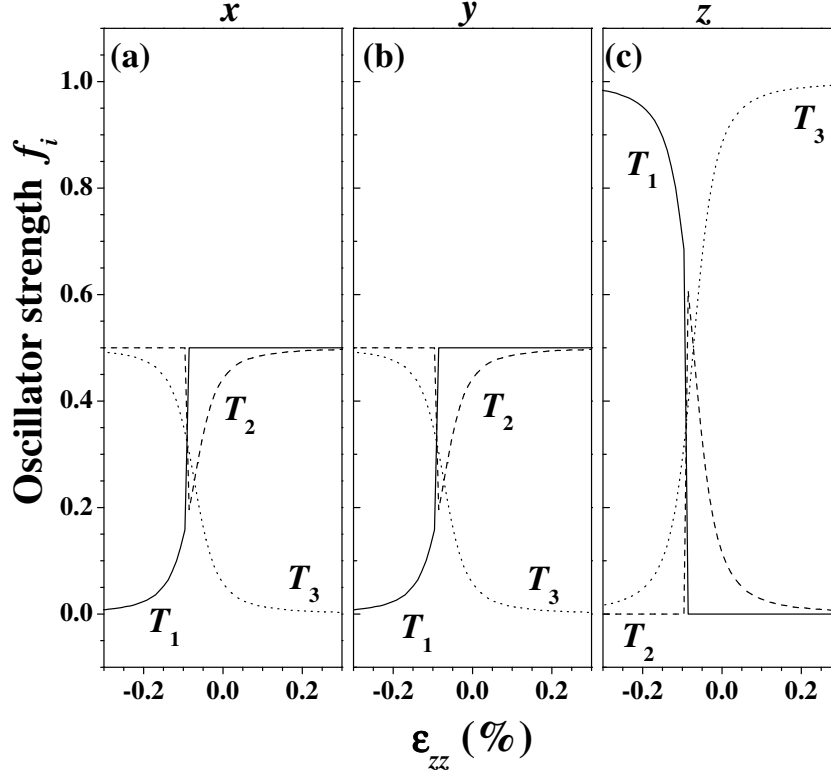 x y z
(a) (b) (c)
Oscillator strength f_i
1.0
0.8
0.6
0.4
0.2
0.0
T_2
T_3
T_1
T_2
T_3
T_1
T_1
T_3
T_2
-0.2 0.0 0.2 -0.2 0.0 0.2 -0.2 0.0 0.2
ε_zz (%)